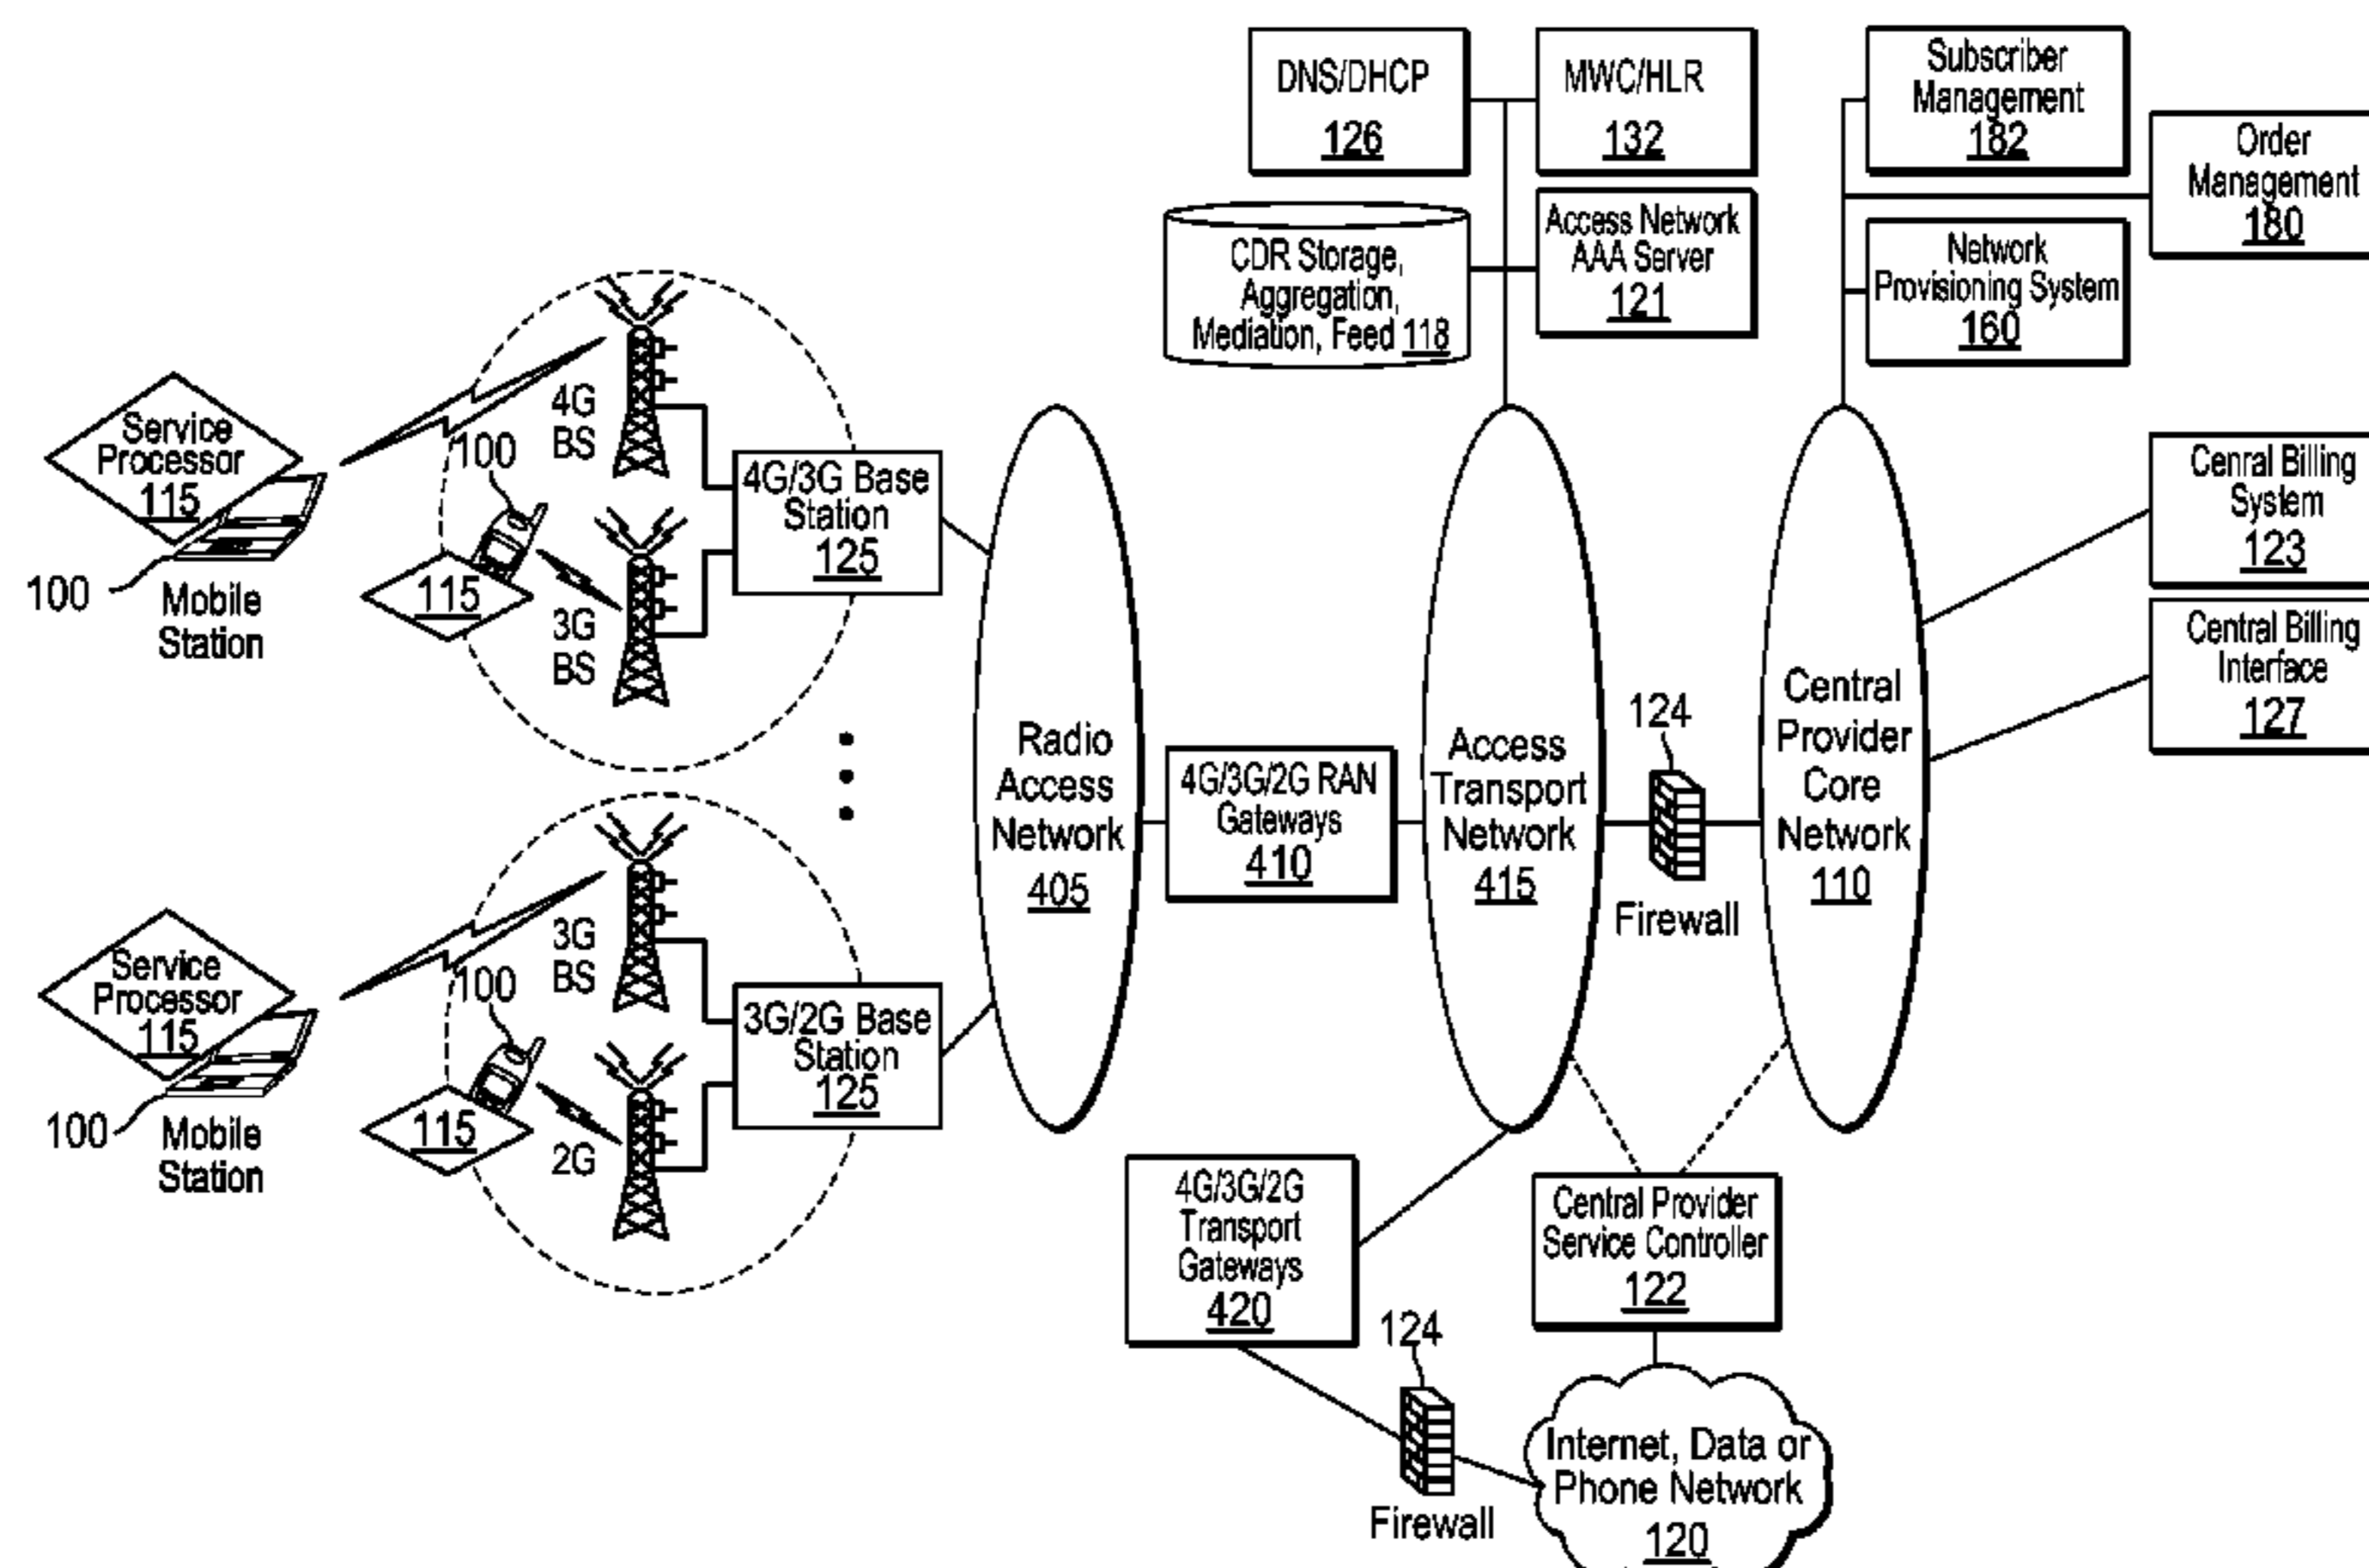 DNS/DHCP
126
MWC/HLR
132
Subscriber
Management
182
Order
Management
180
CDR Storage,
Aggregation,
Mediation, Feed 118
Access Network
AAA Server
121
Network
Provisioning System
160
Service
Processor
115
100
Mobile
Station
4G
BS
100
115
3G
BS
4G/3G Base
Station
125
Cenral Billing
System
123
Central Billing
Interface
127
Radio
Access
Network
405
4G/3G/2G RAN
Gateways
410
Access
Transport
Network
415
124
Firewall
Central
Provider
Core
Network
110
Service
Processor
115
100
Mobile
Station
3G
BS
100
115
2G
3G/2G Base
Station
125
4G/3G/2G
Transport
Gateways
420
Central Provider
Service Controller
122
124
Firewall
Internet, Data or
Phone Network
120